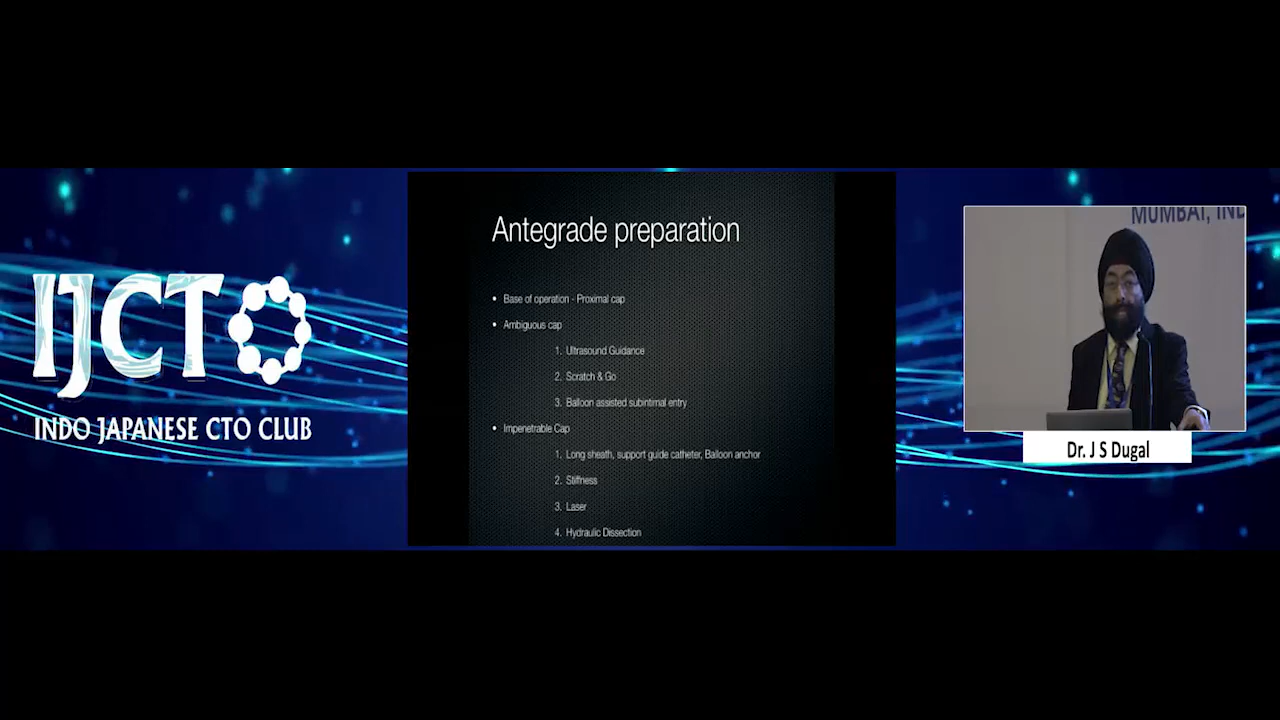 IJCTO
INDO JAPANESE CTO CLUB
Antegrade preparation
• Base of operation - Proximal cap
• Ambiguous cap
1. Ultrasound Guidance
2. Scratch & Go
3. Balloon assisted subintimal entry
• Impenetrable Cap
1. Long sheath, support guide catheter, Balloon anchor
2. Stiffness
3. Laser
4. Hydraulic Dissection
MUMBAI, IND
Dr. J S Dugal